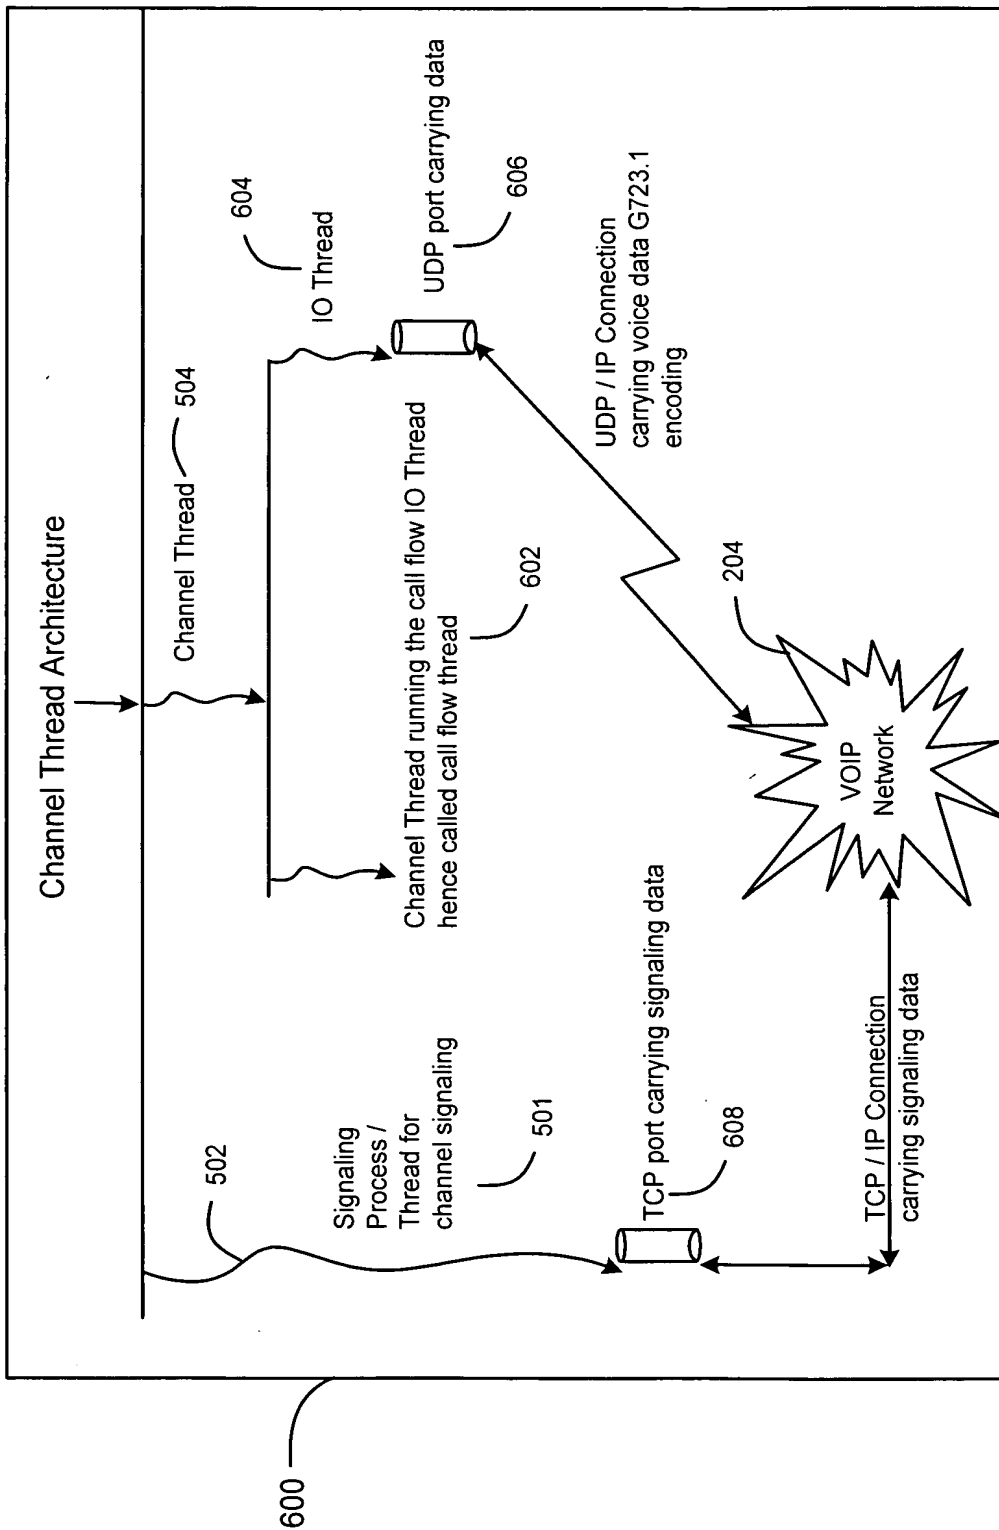 Channel Thread Architecture
502
Signaling
Process /
Thread for
channel signaling
501
TCP port carrying signaling data
608
TCP / IP Connection
carrying signaling data
Channel Thread
504
Channel Thread running the call flow IO Thread
hence called call flow thread
602
604
IO Thread
UDP port carrying data
606
UDP / IP Connection
carrying voice data G723.1
encoding
204
VOIP
Network
600